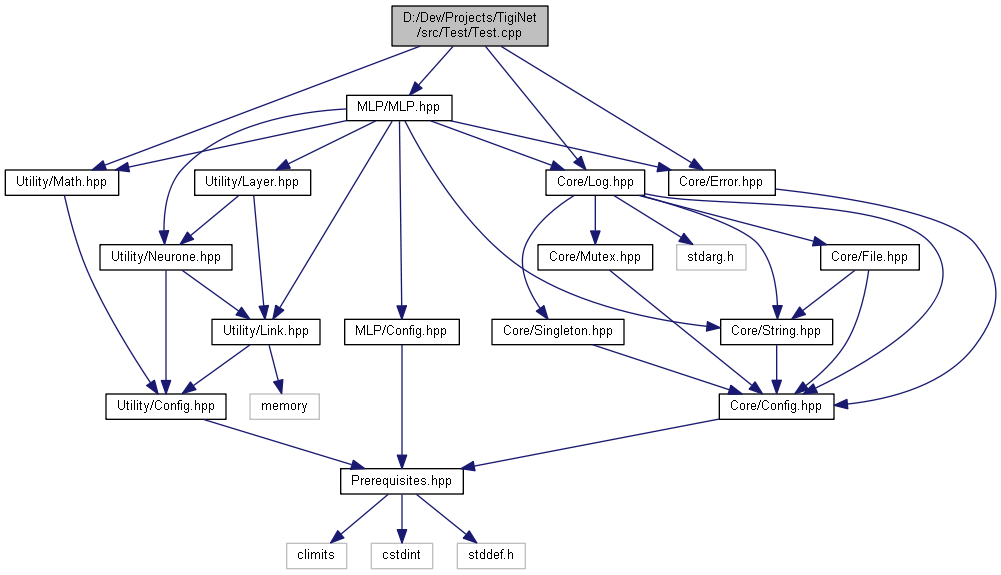 D:/Dev/Projects/TigiNet
/src/Test/Test.cpp
MLP/MLP.hpp
Utility/Math.hpp
Utility/Layer.hpp
Core/Log.hpp
Core/Error.hpp
Utility/Neurone.hpp
Core/Mutex.hpp
stdarg.h
Core/File.hpp
Utility/Link.hpp
MLP/Config.hpp
Core/Singleton.hpp
Core/String.hpp
Utility/Config.hpp
memory
Core/Config.hpp
Prerequisites.hpp
climits
cstdint
stddef.h